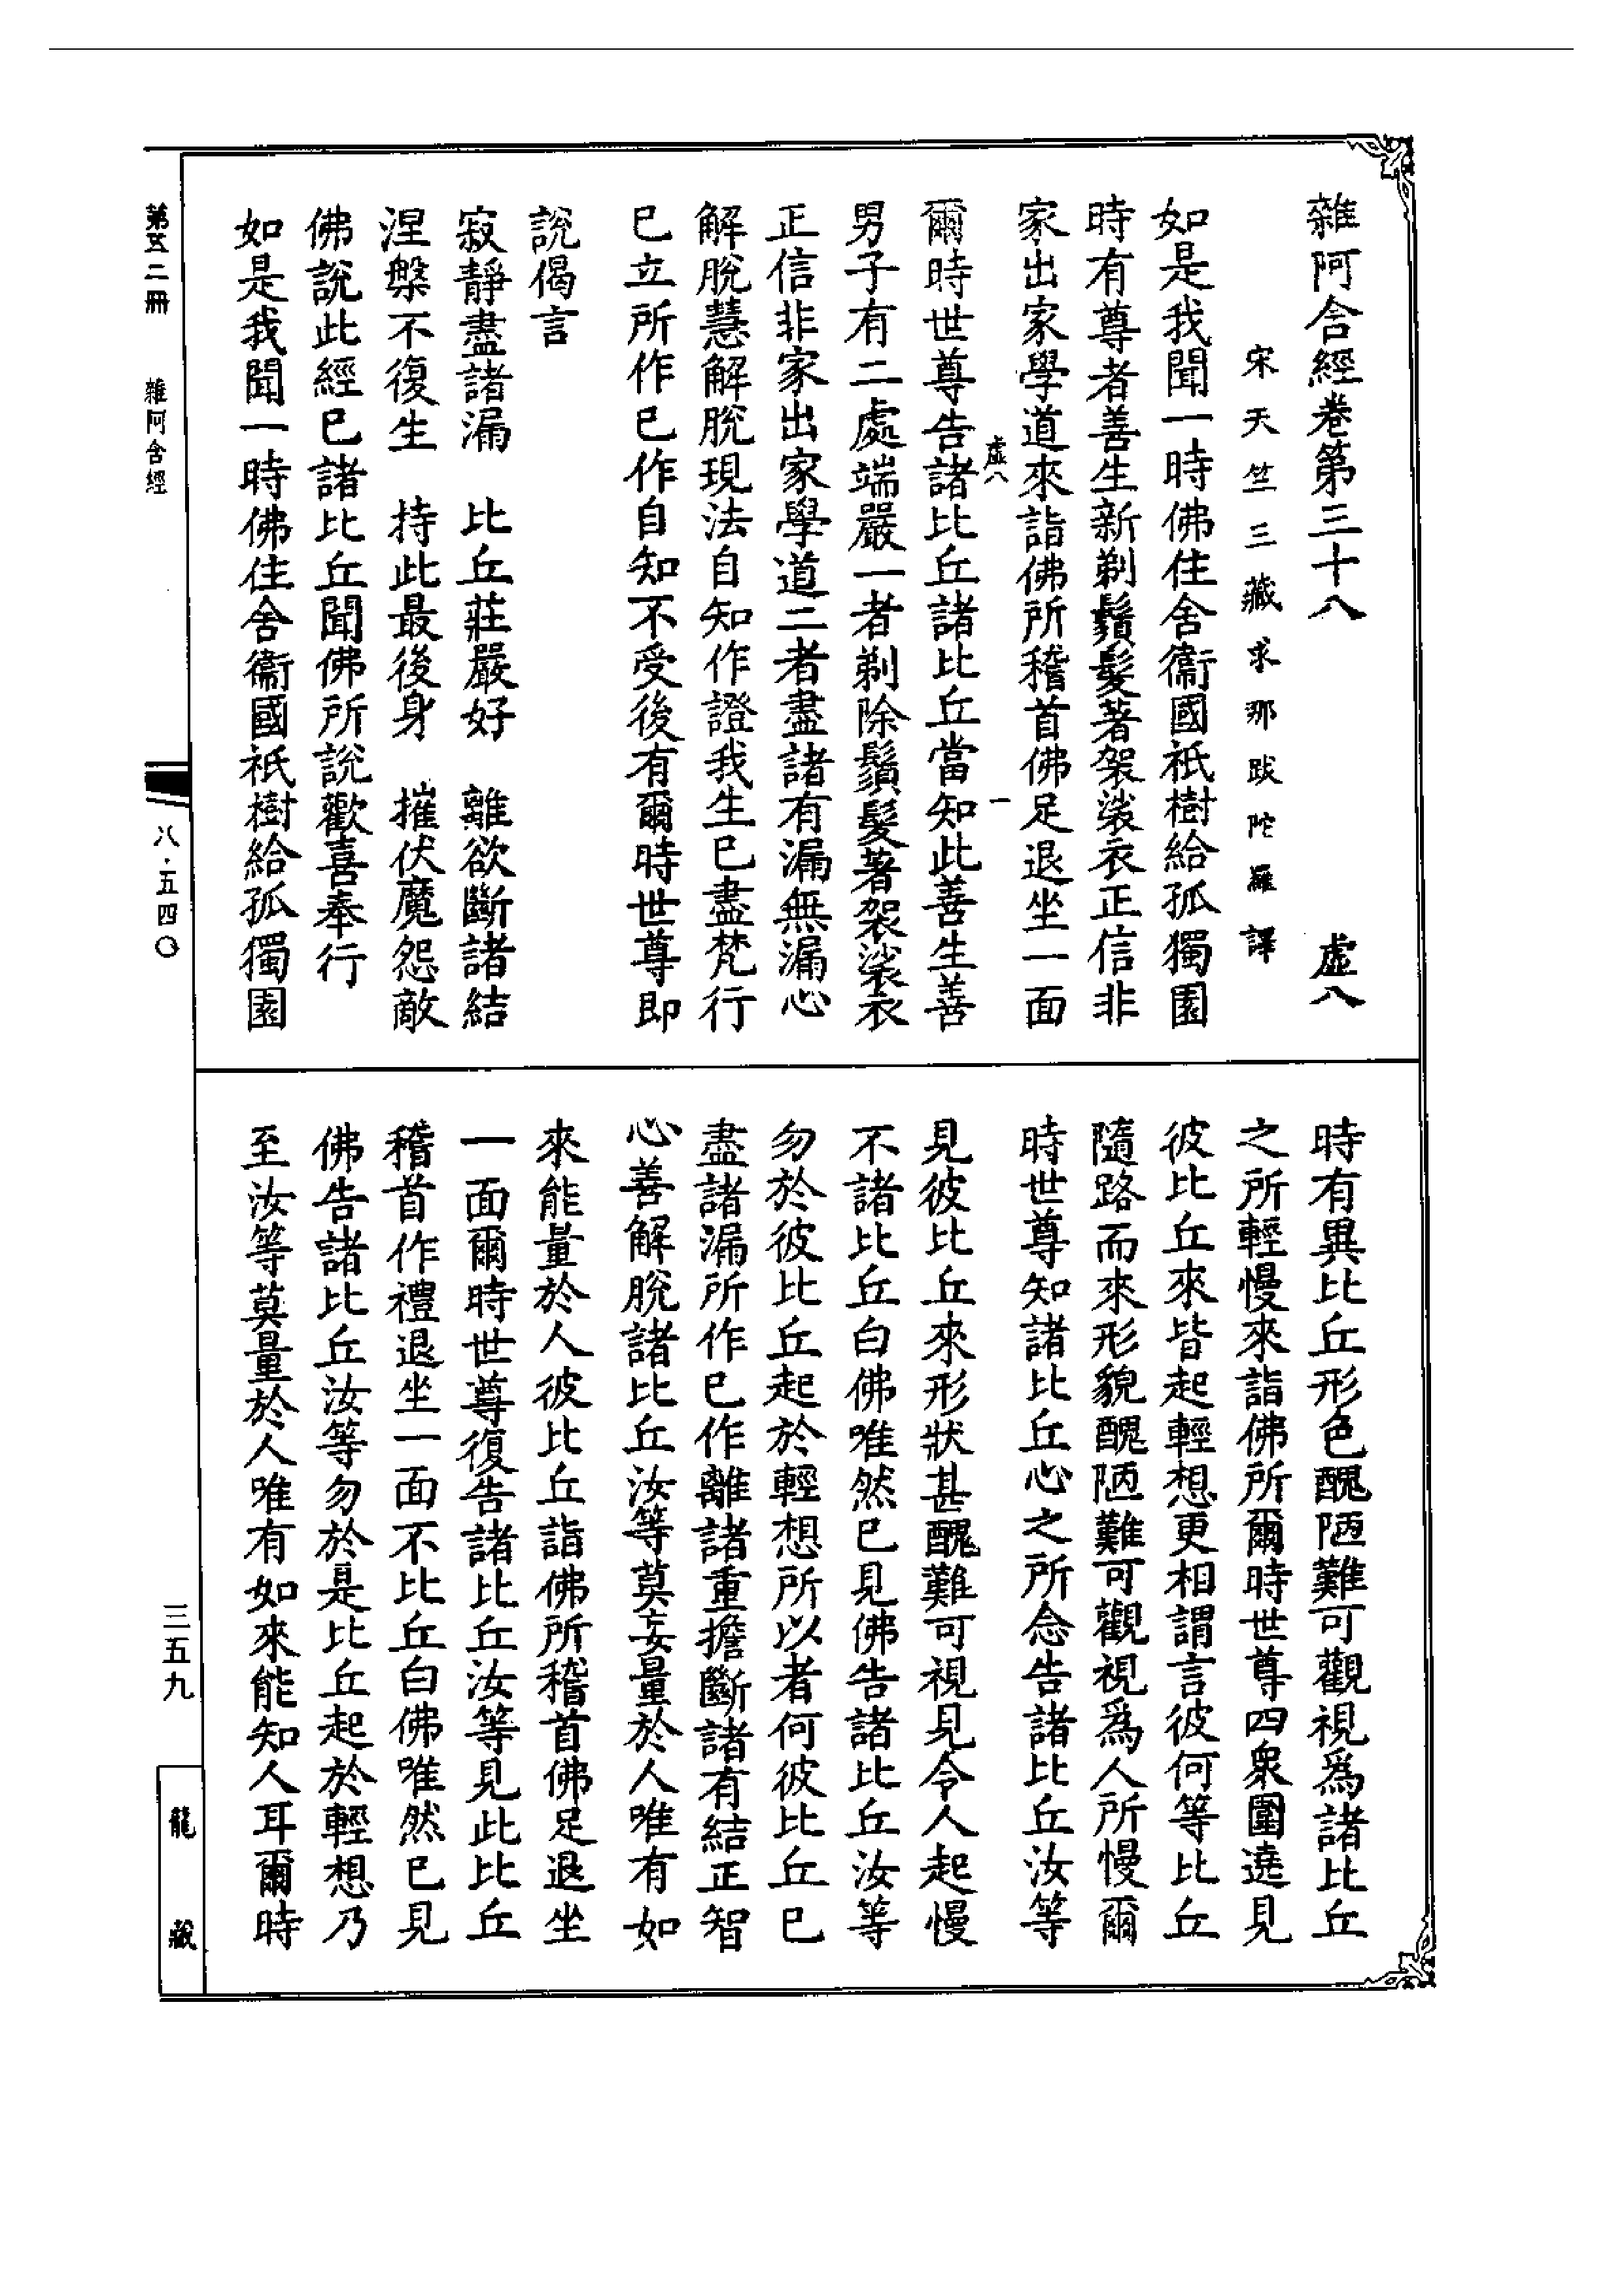 雜阿含經卷第三十八　虛八
宋天竺三藏求那跋陀羅譯
如是我聞一時佛住舍衞國祇樹給孤獨園
時有尊者善生新剃鬚髮著袈裟衣正信非
家出家學道來詣佛所稽首佛足退坐一面
虛八　一
爾時世尊告諸比丘諸比丘當知此善生善
男子有二處端嚴一者剃除鬚髮著袈裟衣
正信非家出家學道二者盡諸有漏無漏心
解脫慧解脫現法自知作證我生已盡梵行
已立所作已作自知不受後有爾時世尊即
說偈言
寂靜盡諸漏　比丘莊嚴好　離欲斷諸結
涅槃不復生　持此最後身　摧伏魔怨敵
佛說此經已諸比丘聞佛所說歡喜奉行
如是我聞一時佛住舍衞國祇樹給孤獨園
時有異比丘形色醜陋難可觀視爲諸比丘
之所輕慢來詣佛所爾時世尊四衆圍遶見
彼比丘來皆起輕想更相謂言彼何等比丘
隨路而來形貌醜陋難可觀視爲人所慢爾
時世尊知諸比丘心之所念告諸比丘汝等
見彼比丘來形狀甚醜難可視見令人起慢
不諸比丘白佛唯然已見佛告諸比丘汝等
勿於彼比丘起於輕想所以者何彼比丘已
盡諸漏所作已作離諸重擔斷諸有結正智
心善解脫諸比丘汝等莫妄量於人唯有如
來能量於人彼比丘詣佛所稽首佛足退坐
一面爾時世尊復告諸比丘汝等見此比丘
稽首作禮退坐一面不比丘白佛唯然已見
佛告諸比丘汝等勿於是比丘起於輕想乃
至汝等莫量於人唯有如來能知人耳爾時
第五二冊　雜阿含經
八·五四〇
三五九
龍藏